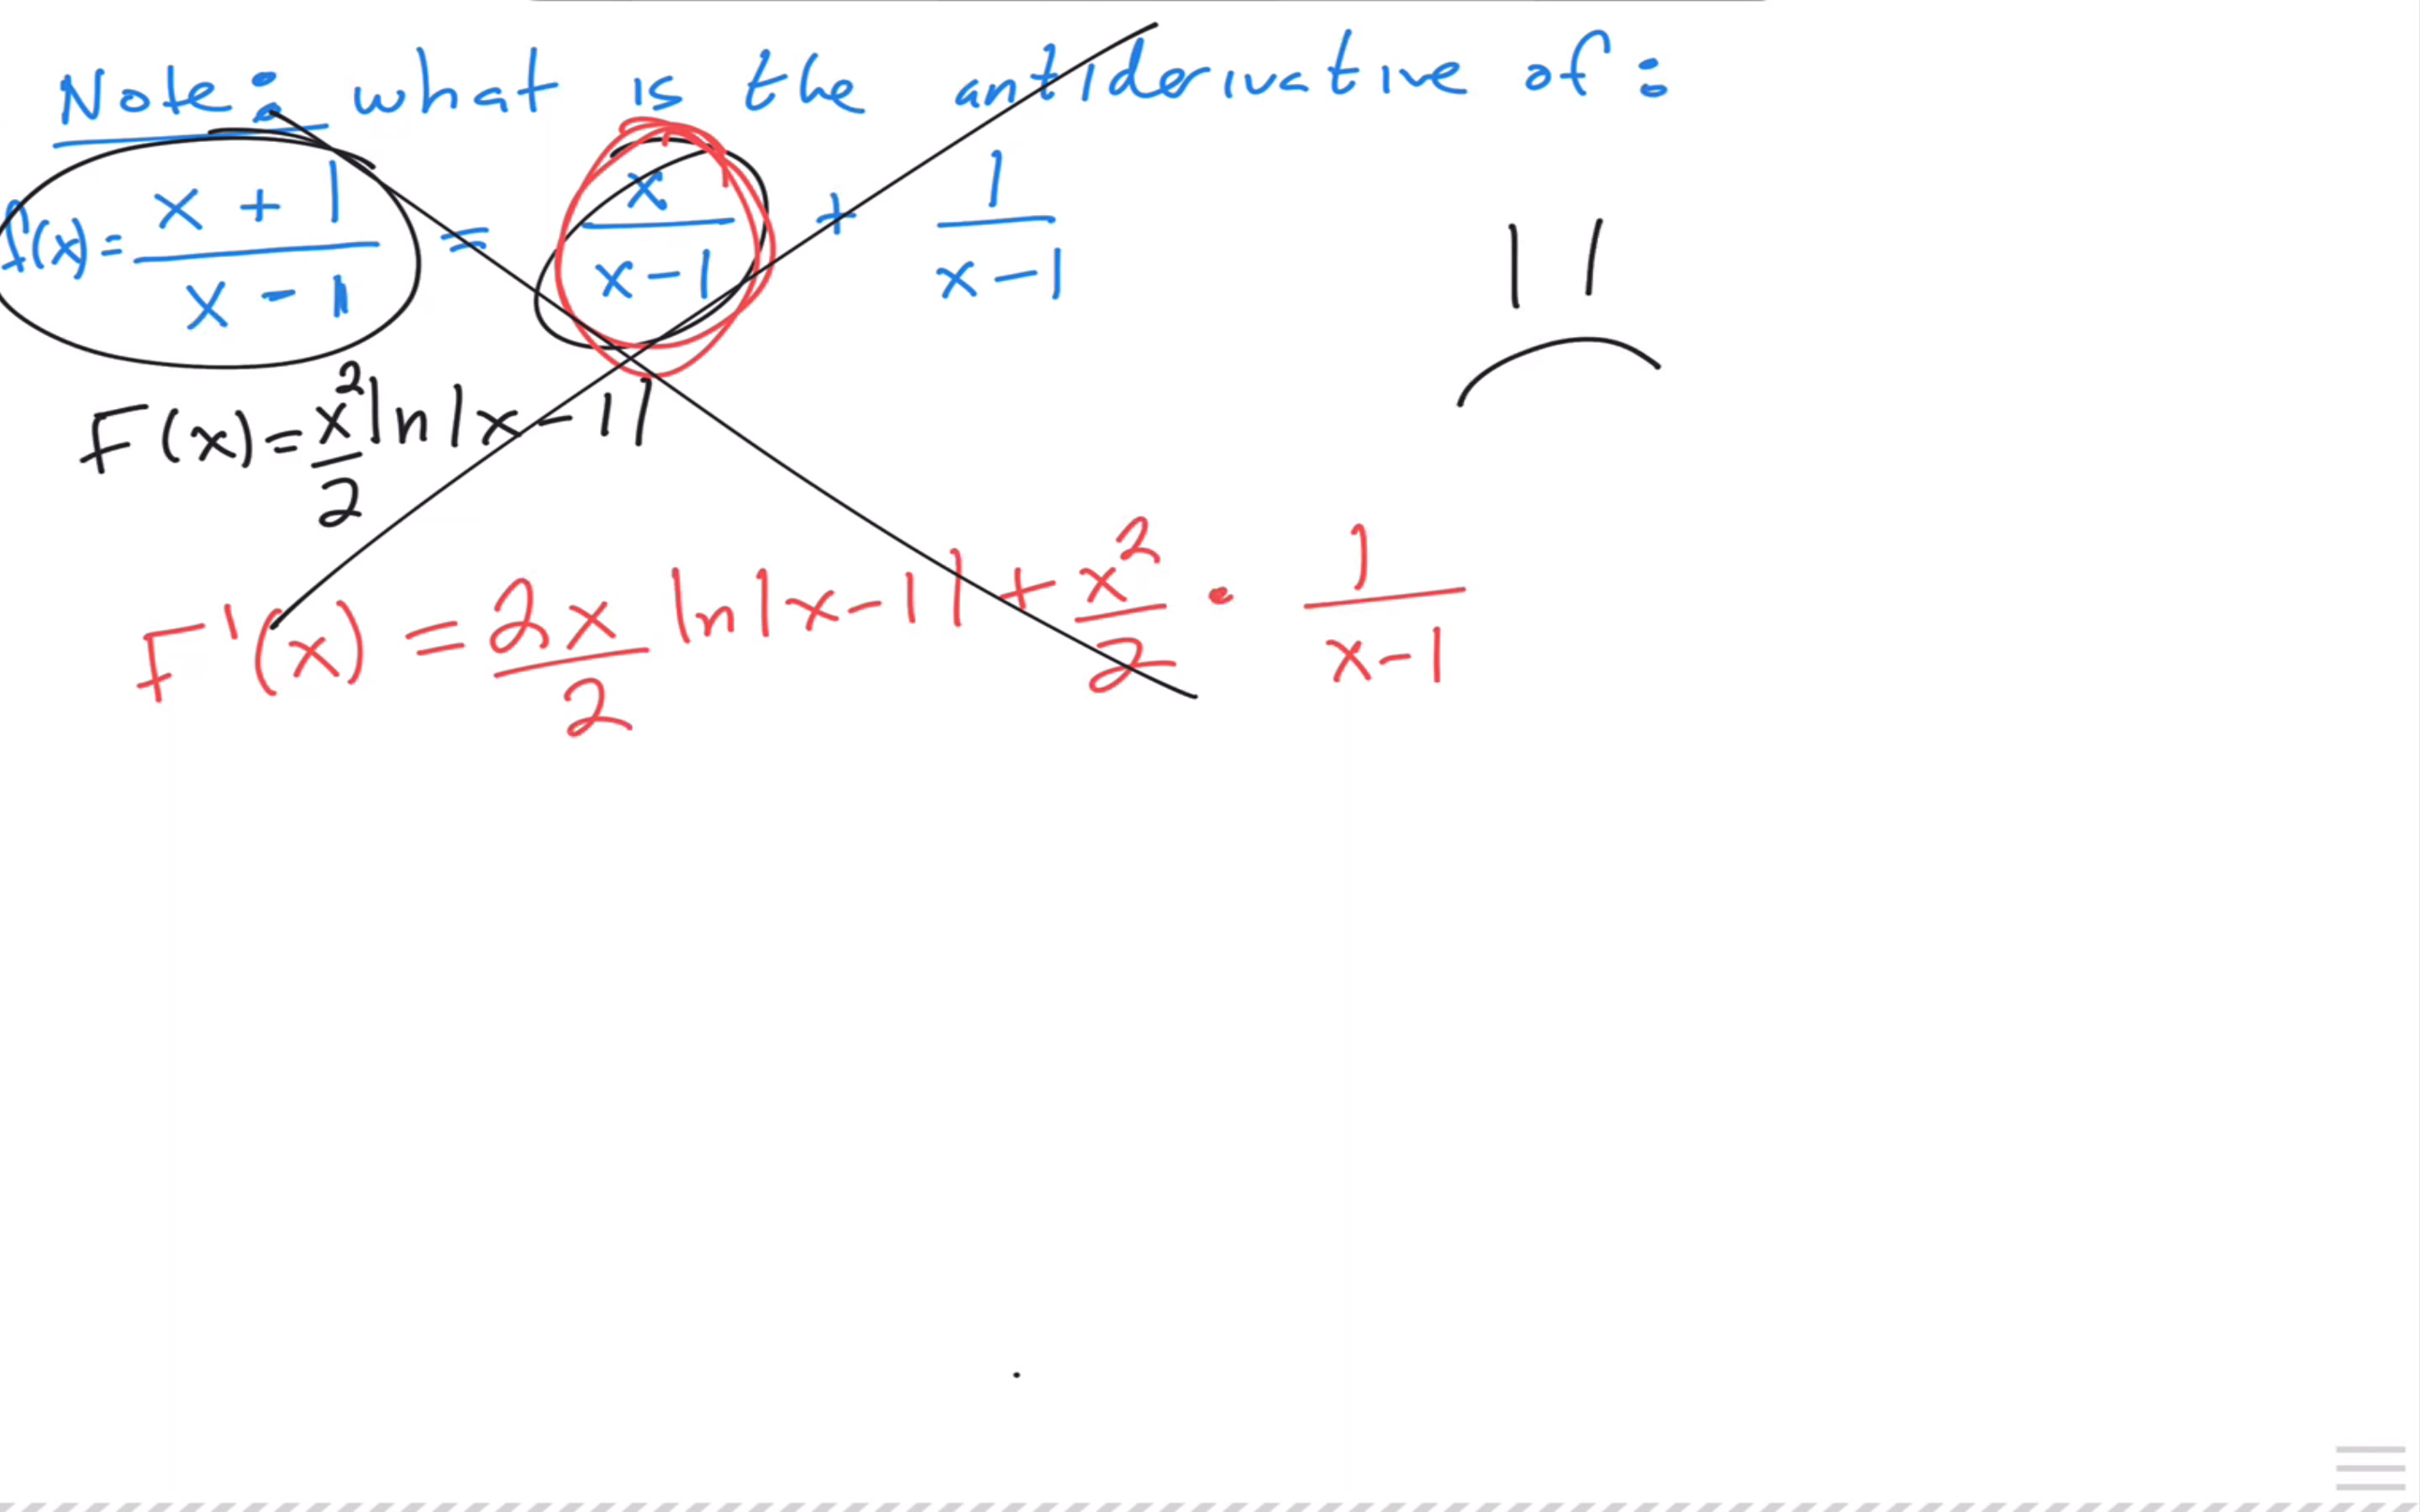 Note: what is the antiderivative of:
f(x) = (x + 1)/(x - 1) = x/(x - 1) + 1/(x - 1)
F(x) = x²/2 ln|x - 1|
F'(x) = 2x/2 ln|x - 1| + x²/2 · 1/(x - 1)